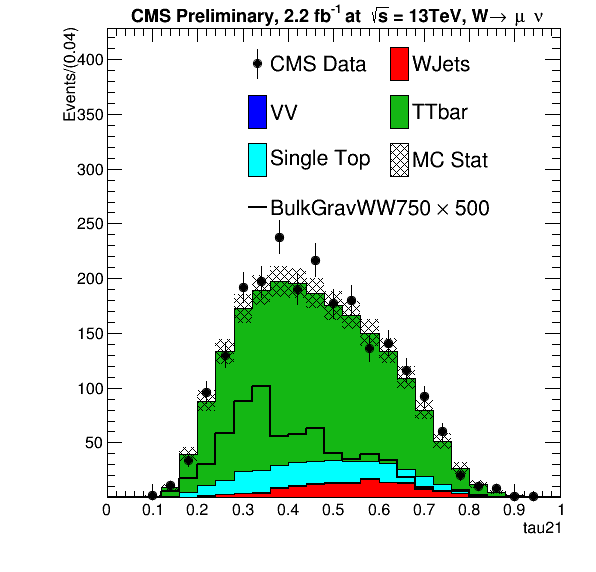 CMS Preliminary, 2.2 fb⁻¹ at √s = 13TeV, W→ μ ν
Events/(0.04)
CMS Data
WJets
VV
TTbar
Single Top
MC Stat
BulkGravWW750 × 500
400
350
300
250
200
150
100
50
0 0.1 0.2 0.3 0.4 0.5 0.6 0.7 0.8 0.9 1
tau21